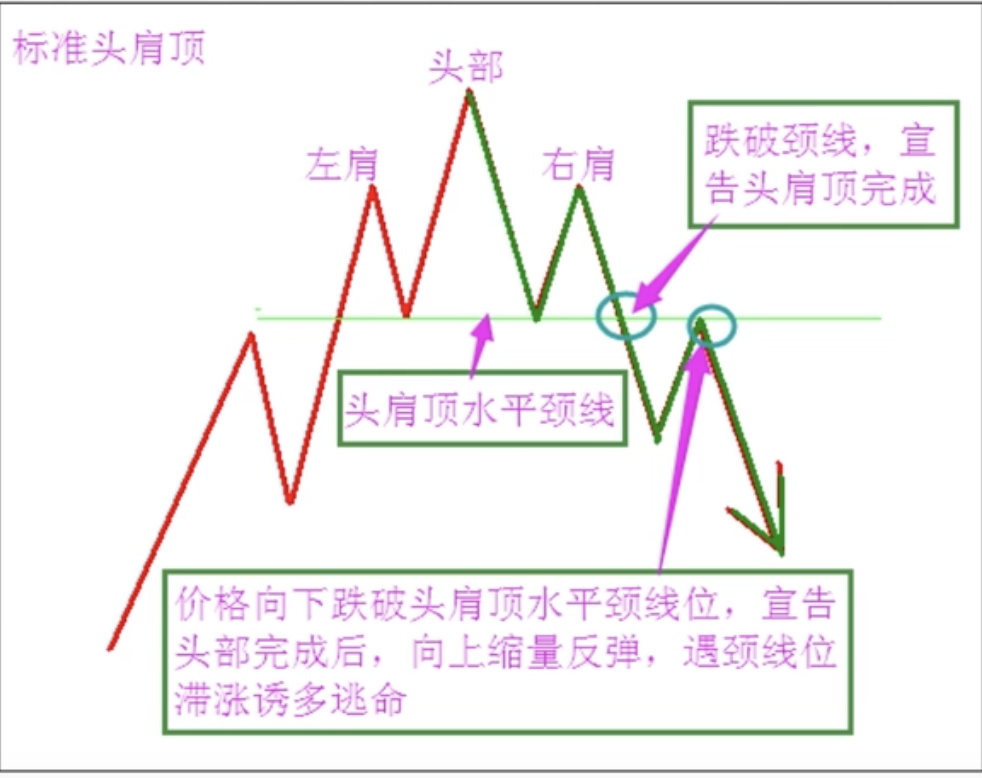 标准头肩顶
头部
左肩
右肩
跌破颈线，宣
告头肩顶完成
头肩顶水平颈线
价格向下跌破头肩顶水平颈线位，宣告
头部完成后，向上缩量反弹，遇颈线位
滞涨诱多逃命